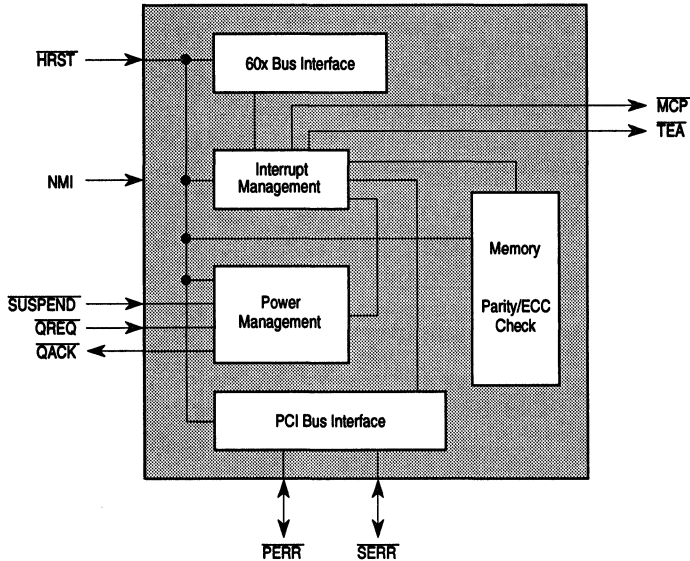 HRST
60x Bus Interface
MCP
TEA
Interrupt
Management
NMI
Memory
Parity/ECC
Check
SUSPEND
QREQ
QACK
Power
Management
PCI Bus Interface
PERR
SERR